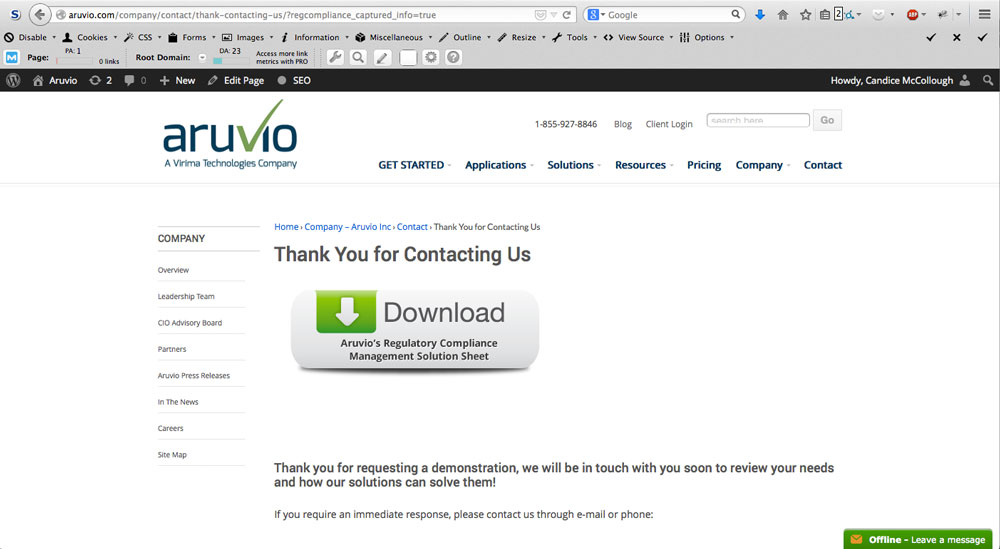 aruvio.com/company/contact/thank-contacting-us/?regcompliance_captured_info=true
Google
2
Disable Cookies CSS Forms Images Information Miscellaneous Outline Resize Tools View Source Options
Page: PA: 1 0 links Root Domain: DA: 23 Access more link metrics with PRO
Aruvio 2 0 New Edit Page SEO Howdy, Candice McCollough
aruvio
A Virima Technologies Company
1-855-927-8846 Blog Client Login search here Go
GET STARTED Applications Solutions Resources Pricing Company Contact
COMPANY
Overview
Leadership Team
CIO Advisory Board
Partners
Aruvio Press Releases
In The News
Careers
Site Map
Home › Company – Aruvio Inc › Contact › Thank You for Contacting Us
Thank You for Contacting Us
Download
Aruvio's Regulatory Compliance
Management Solution Sheet
Thank you for requesting a demonstration, we will be in touch with you soon to review your needs
and how our solutions can solve them!
If you require an immediate response, please contact us through e-mail or phone:
Offline - Leave a message